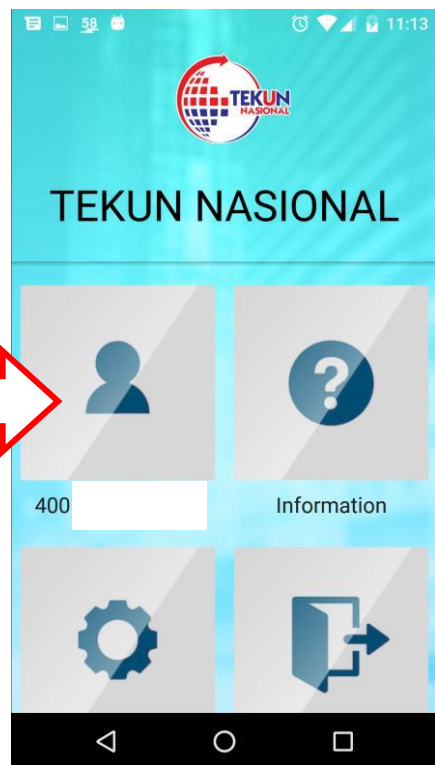 58
11:13
TEKUN
NASIONAL
TEKUN NASIONAL
?
400
Information